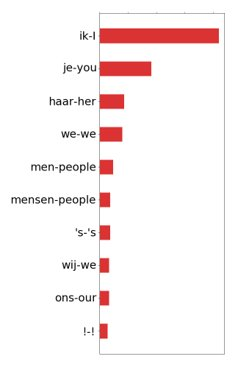 ik-I
je-you
haar-her
we-we
men-people
mensen-people
's-'s
wij-we
ons-our
!-!